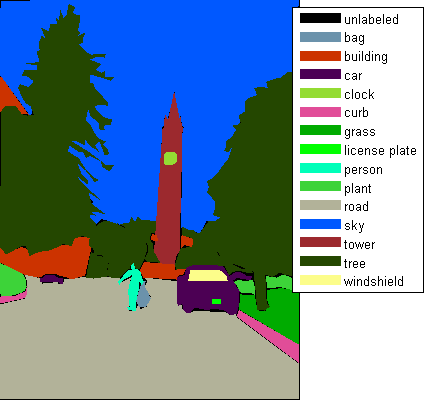 unlabeled
bag
building
car
clock
curb
grass
license plate
person
plant
road
sky
tower
tree
windshield